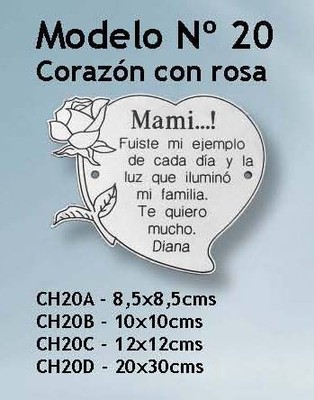 Modelo Nº 20
Corazón con rosa
Mami...!
Fuiste mi ejemplo
de cada día y la
luz que iluminó
mi familia.
Te quiero
mucho.
Diana
CH20A - 8,5x8,5cms
CH20B - 10x10cms
CH20C - 12x12cms
CH20D - 20x30cms